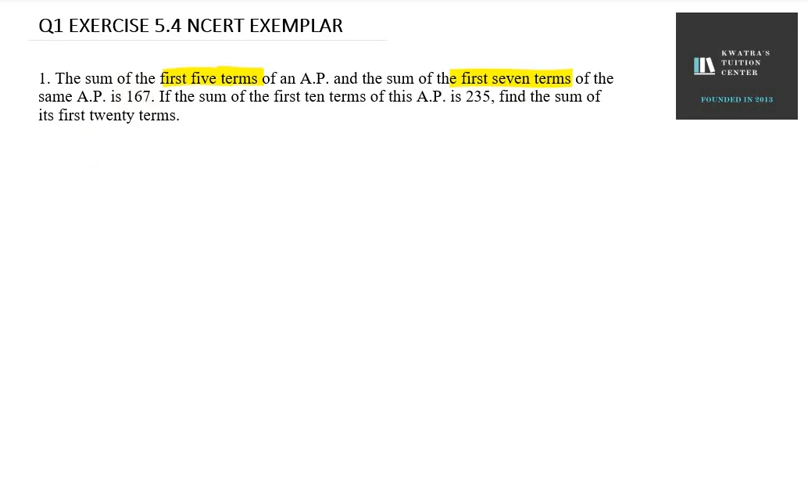 Q1 EXERCISE 5.4 NCERT EXEMPLAR
KWATRA'S
TUITION
CENTER
FOUNDED IN 2013
1. The sum of the first five terms of an A.P. and the sum of the first seven terms of the
same A.P. is 167. If the sum of the first ten terms of this A.P. is 235, find the sum of
its first twenty terms.